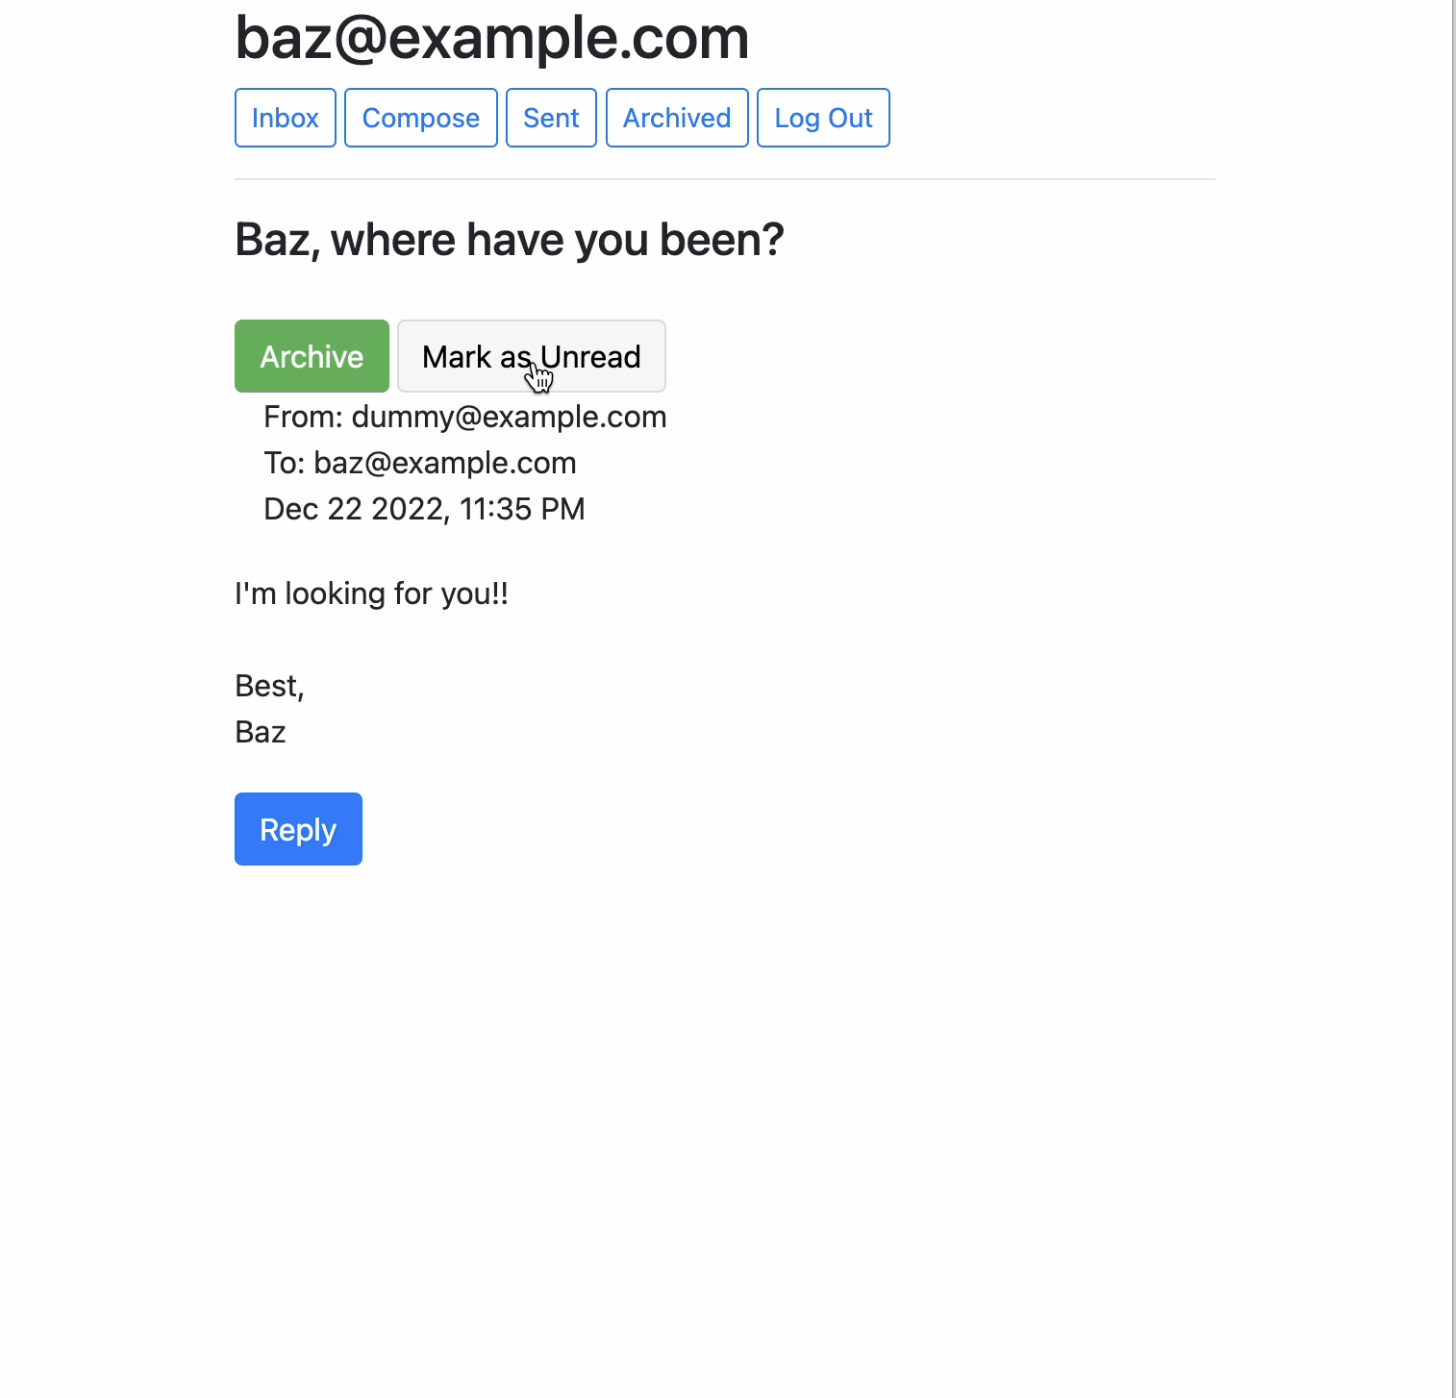 baz@example.com
Inbox Compose Sent Archived Log Out
Baz, where have you been?
Archive Mark as Unread
From: dummy@example.com
To: baz@example.com
Dec 22 2022, 11:35 PM
I'm looking for you!!
Best,
Baz
Reply